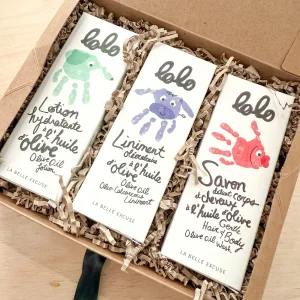 lolo
Lotion
hydratante
à l'huile
d'olive
Olive Oil
Lotion
LA BELLE EXCUSE
lolo
Liniment
oléocalcaire
à l'huile
d'olive
Olive Oil
Oleo Calcareous
Liniment
LA BELLE EXCUSE
lolo
Savon
délicat corps
& cheveux
à l'huile d'olive
Gentle
Hair & Body
Olive Oil Wash
LA BELLE EXCUSE